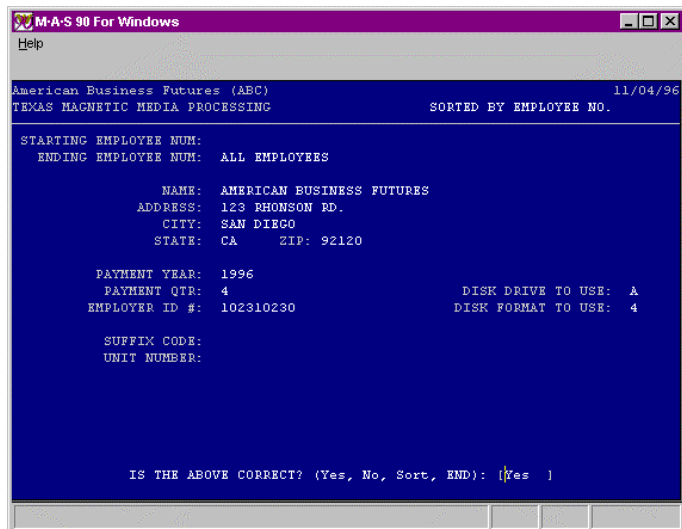 M·A·S 90 For Windows
Help
American Business Futures (ABC) 11/04/96
TEXAS MAGNETIC MEDIA PROCESSING SORTED BY EMPLOYEE NO.
STARTING EMPLOYEE NUM:
ENDING EMPLOYEE NUM: ALL EMPLOYEES
NAME: AMERICAN BUSINESS FUTURES
ADDRESS: 123 RHONSON RD.
CITY: SAN DIEGO
STATE: CA ZIP: 92120
PAYMENT YEAR: 1996
PAYMENT QTR: 4 DISK DRIVE TO USE: A
EMPLOYER ID #: 102310230 DISK FORMAT TO USE: 4
SUFFIX CODE:
UNIT NUMBER:
IS THE ABOVE CORRECT? (Yes, No, Sort, END): [Yes ]